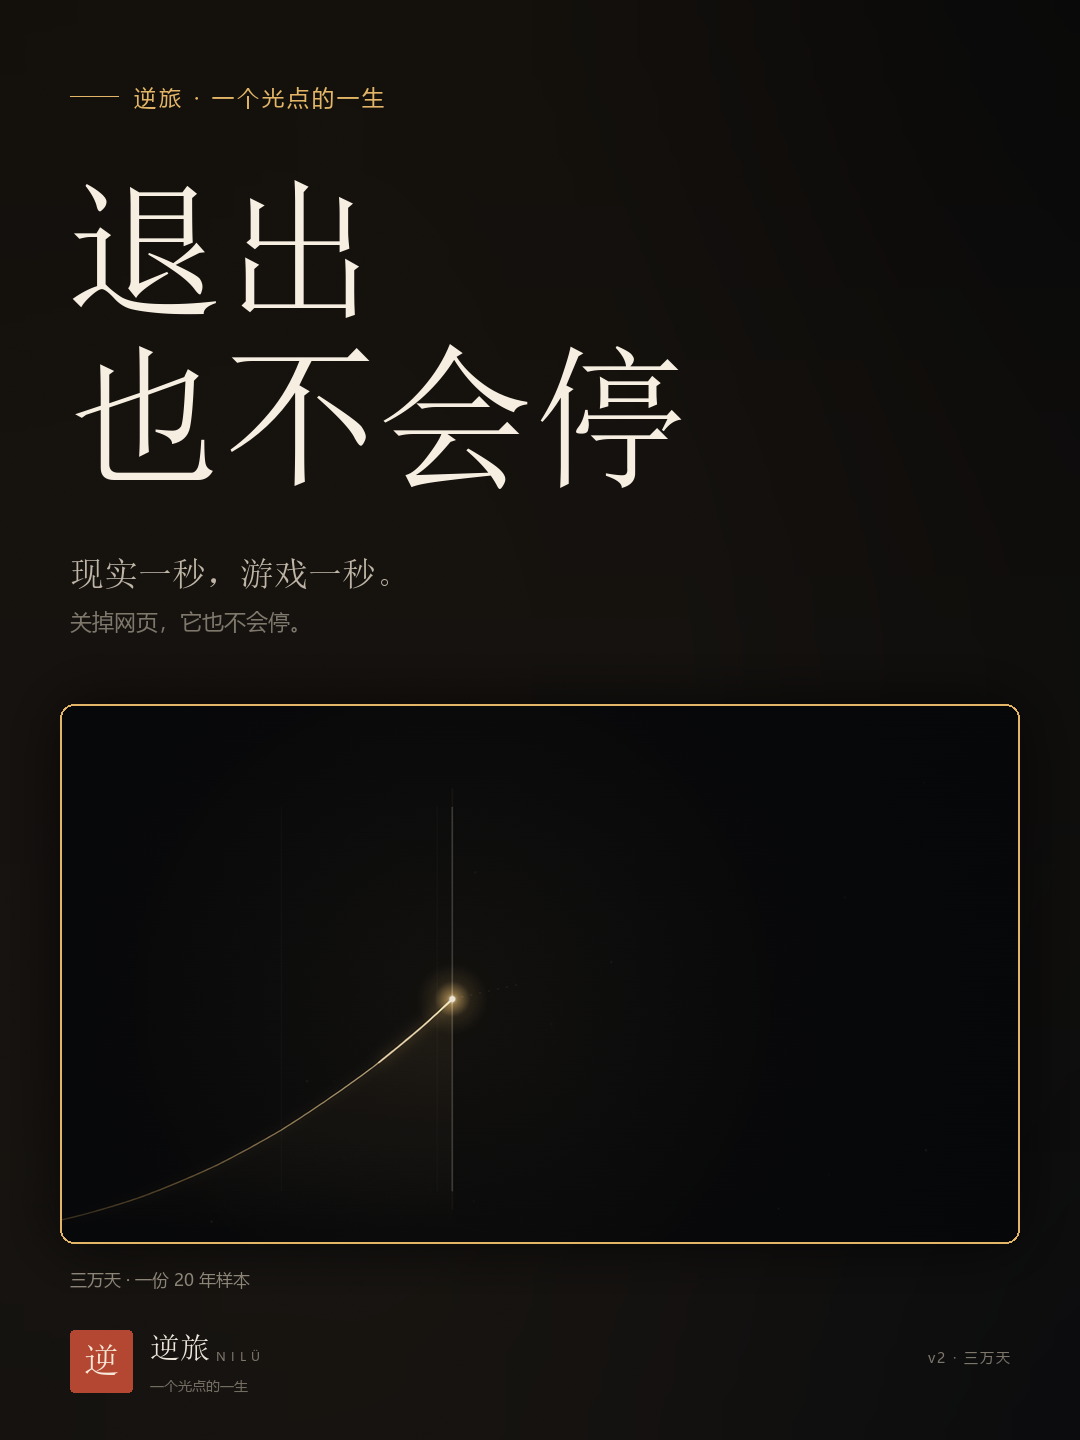 逆旅 · 一个光点的一生
退出
也不会停
现实一秒，游戏一秒。
关掉网页，它也不会停。
三万天 · 一份 20 年样本
逆
逆旅 NILÜ
一个光点的一生
v2 · 三万天